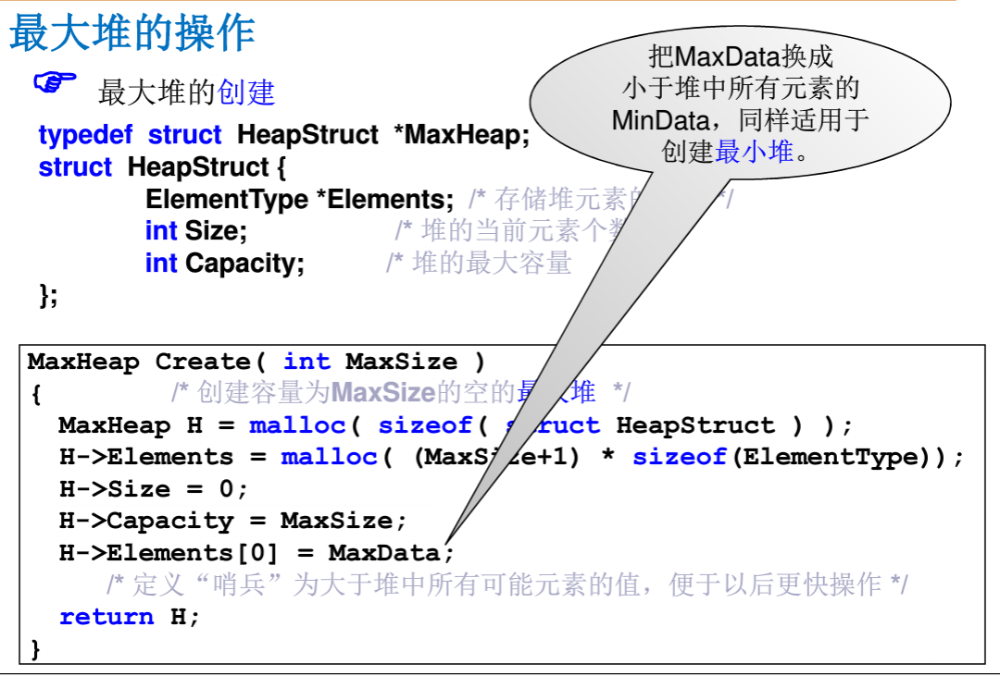 最大堆的操作
最大堆的创建
把MaxData换成
小于堆中所有元素的
MinData，同样适用于
创建最小堆。
typedef struct HeapStruct *MaxHeap;
struct HeapStruct {
ElementType *Elements; /* 存储堆元素的 */
int Size; /* 堆的当前元素个数
int Capacity; /* 堆的最大容量
};
MaxHeap Create( int MaxSize )
{ /* 创建容量为MaxSize的空的最大堆 */
MaxHeap H = malloc( sizeof( struct HeapStruct ) );
H->Elements = malloc( (MaxSize+1) * sizeof(ElementType));
H->Size = 0;
H->Capacity = MaxSize;
H->Elements[0] = MaxData;
/* 定义“哨兵”为大于堆中所有可能元素的值，便于以后更快操作 */
return H;
}